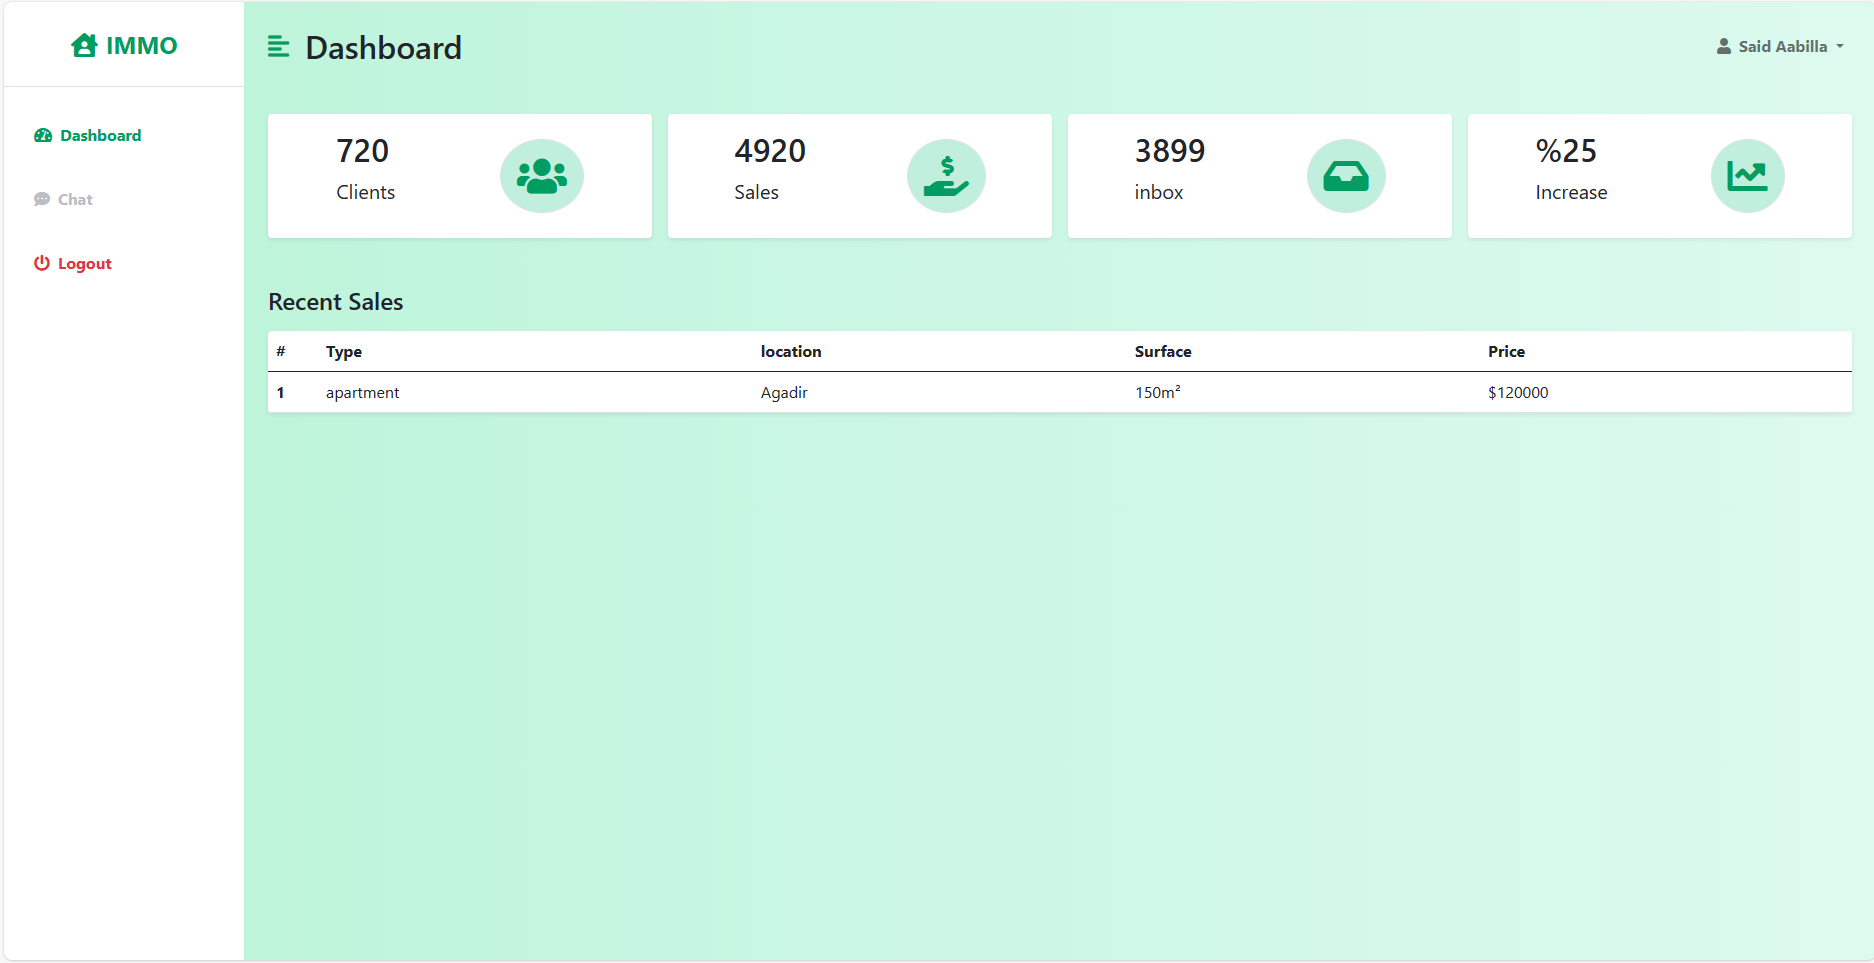 IMMO
Dashboard
Said Aabilla
Dashboard
Chat
Logout
720
Clients
4920
Sales
3899
inbox
%25
Increase
Recent Sales
# Type location Surface Price
1 apartment Agadir 150m² $120000